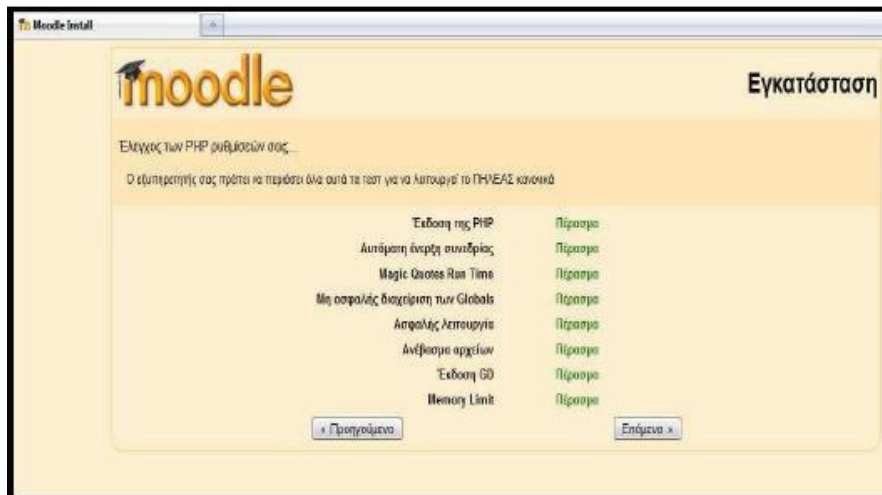 Moodle Install
moodle
Εγκατάσταση
Έλεγχος των PHP ρυθμίσεών σας...
Ο εξυπηρετητής σας πρέπει να περάσει όλα αυτά τα τεστ για να λειτουργεί το ΠΗΛΕΑΣ κανονικά
Έκδοση της PHP Πέρασμα
Αυτόματη έναρξη συνεδρίας Πέρασμα
Magic Quotes Run Time Πέρασμα
Μη ασφαλής διαχείριση των Globals Πέρασμα
Ασφαλής λειτουργία Πέρασμα
Ανέβασμα αρχείων Πέρασμα
Έκδοση GD Πέρασμα
Memory Limit Πέρασμα
« Προηγούμενο Επόμενο »